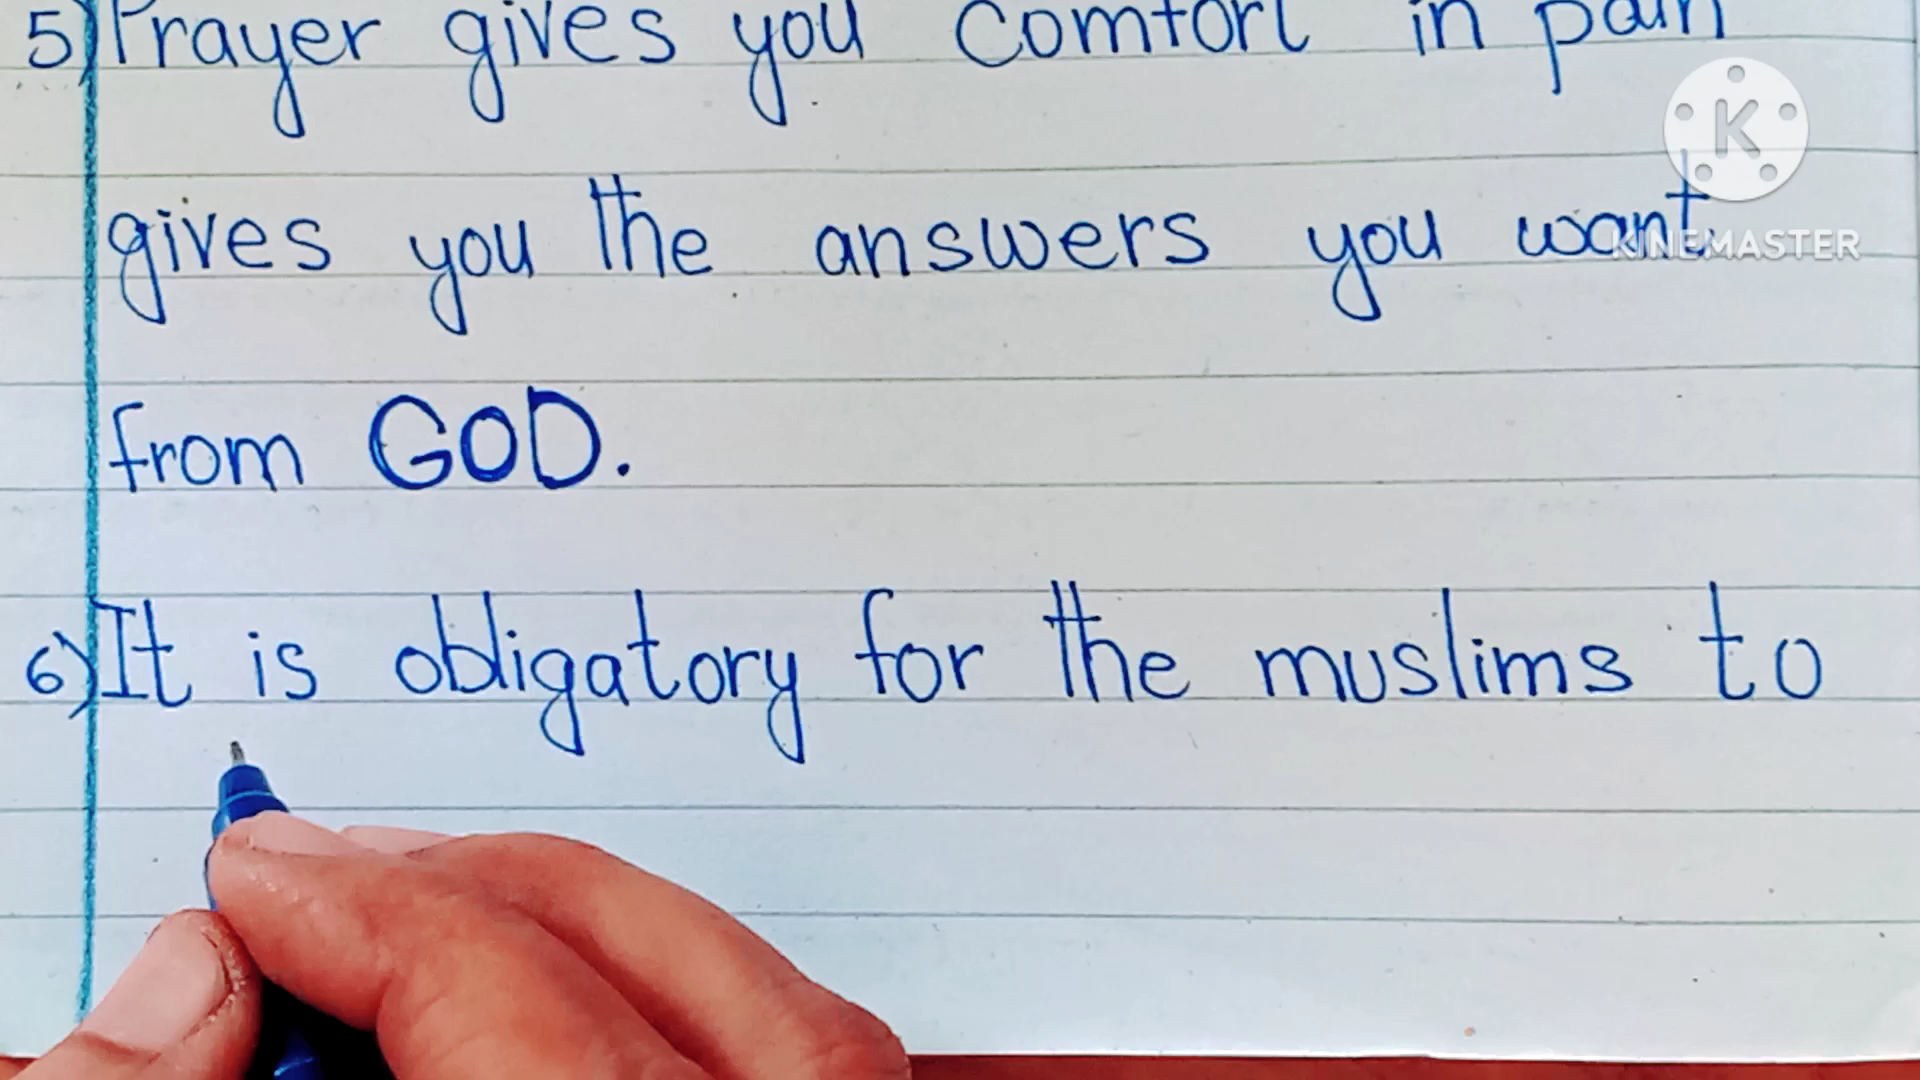 5) Prayer gives you comfort in pain
K
gives you the answers you want
KINEMASTER
from GOD.
6) It is obligatory for the muslims to